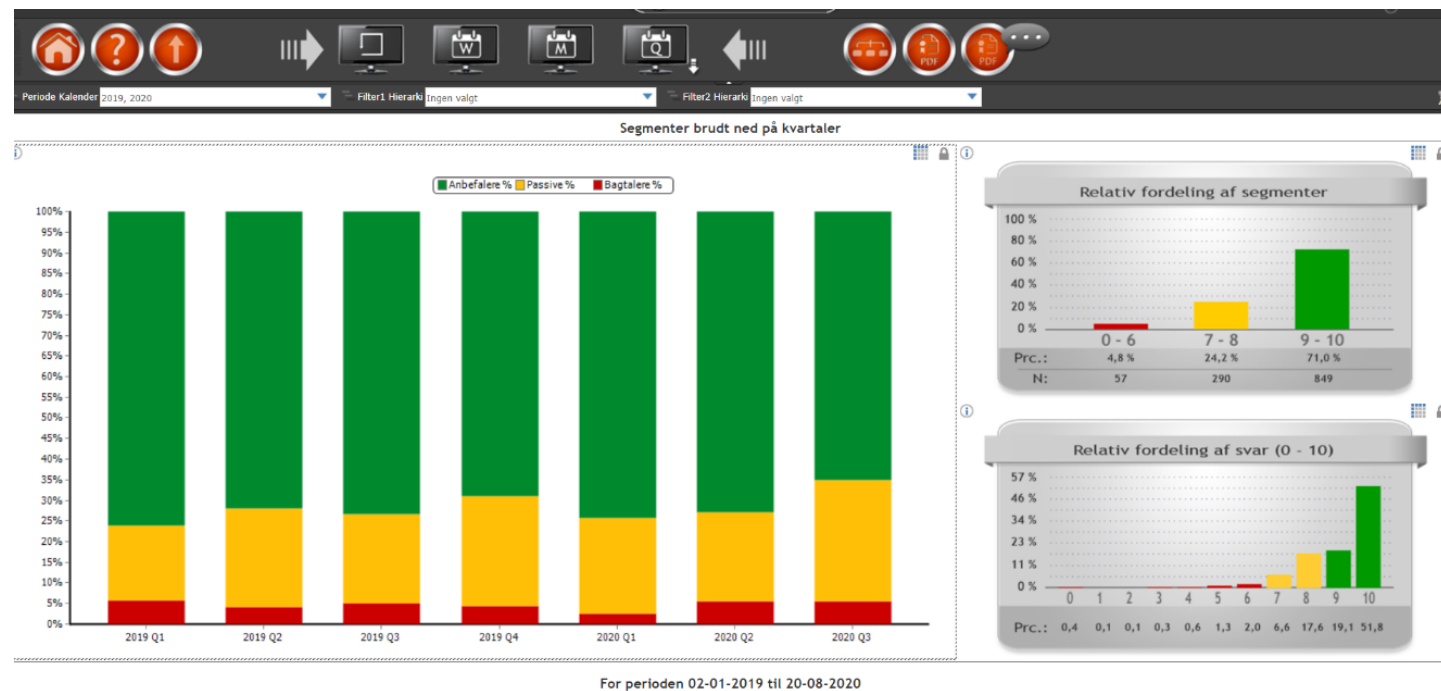 W
M
Q
PDF
PDF
Periode Kalender 2019, 2020
Filter1 Hierarki Ingen valgt
Filter2 Hierarki Ingen valgt
Segmenter brudt ned på kvartaler
Anbefalere % Passive % Bagtalere %
100%
95%
90%
85%
80%
75%
70%
65%
60%
55%
50%
45%
40%
35%
30%
25%
20%
15%
10%
5%
0%
2019 Q1 2019 Q2 2019 Q3 2019 Q4 2020 Q1 2020 Q2 2020 Q3
Relativ fordeling af segmenter
100 %
80 %
60 %
40 %
20 %
0 %
0 - 6 7 - 8 9 - 10
Prc.: 4,8 % 24,2 % 71,0 %
N: 57 290 849
Relativ fordeling af svar (0 - 10)
57 %
46 %
34 %
23 %
11 %
0 %
0 1 2 3 4 5 6 7 8 9 10
Prc.: 0,4 0,1 0,1 0,3 0,6 1,3 2,0 6,6 17,6 19,1 51,8
For perioden 02-01-2019 til 20-08-2020